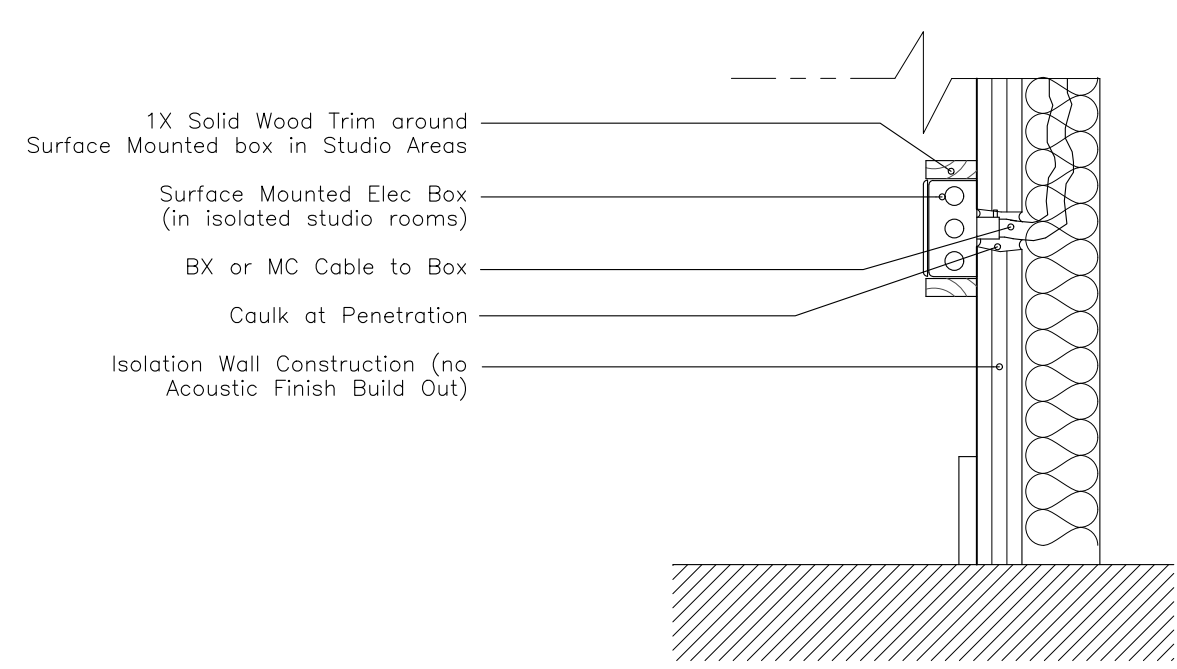 1X Solid Wood Trim around
Surface Mounted box in Studio Areas
Surface Mounted Elec Box
(in isolated studio rooms)
BX or MC Cable to Box
Caulk at Penetration
Isolation Wall Construction (no
Acoustic Finish Build Out)